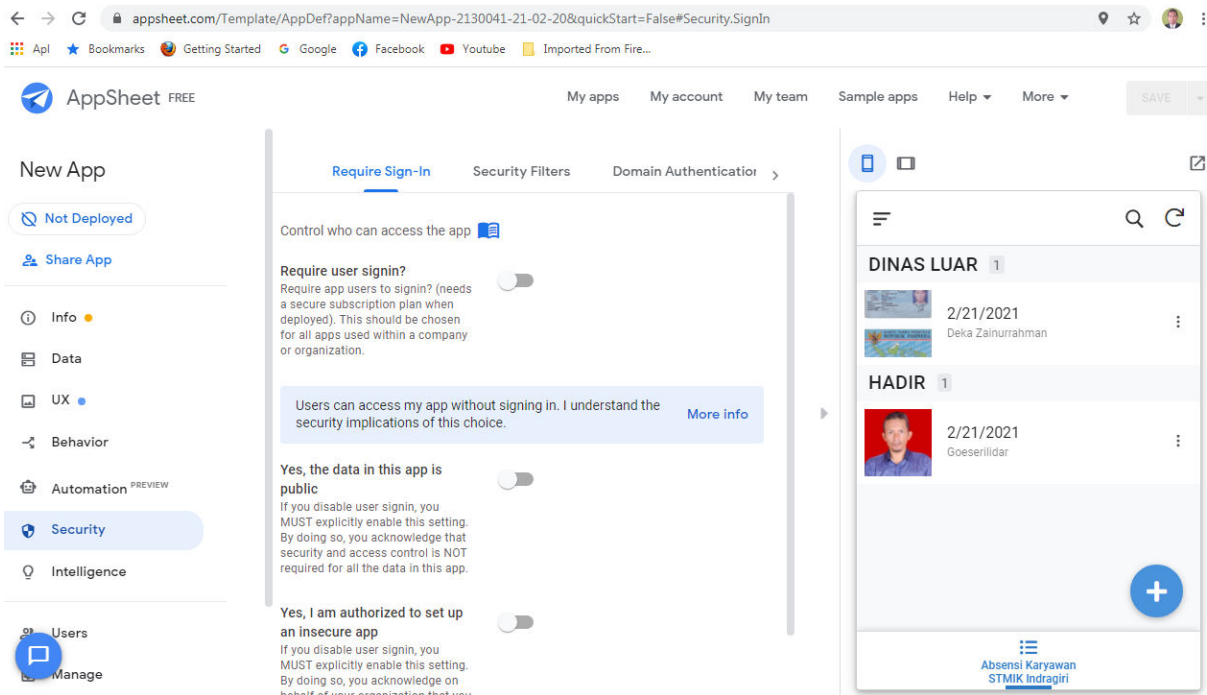 appsheet.com/Template/AppDef?appName=NewApp-2130041-21-02-20&quickStart=False#Security.SignIn
Apl Bookmarks Getting Started Google Facebook Youtube Imported From Fire...
AppSheet FREE My apps My account My team Sample apps Help More SAVE
New App
Not Deployed
Share App
Info
Data
UX
Behavior
Automation PREVIEW
Security
Intelligence
Users
Manage
Require Sign-In Security Filters Domain Authentication
Control who can access the app
Require user signin?
Require app users to signin? (needs
a secure subscription plan when
deployed). This should be chosen
for all apps used within a company
or organization.
Users can access my app without signing in. I understand the
security implications of this choice.
More info
Yes, the data in this app is
public
If you disable user signin, you
MUST explicitly enable this setting.
By doing so, you acknowledge that
security and access control is NOT
required for all the data in this app.
Yes, I am authorized to set up
an insecure app
If you disable user signin, you
MUST explicitly enable this setting.
By doing so, you acknowledge on
behalf of your organization that you
DINAS LUAR 1
2/21/2021
Deka Zainurrahman
HADIR 1
2/21/2021
Goeserilidar
Absensi Karyawan
STMIK Indragiri